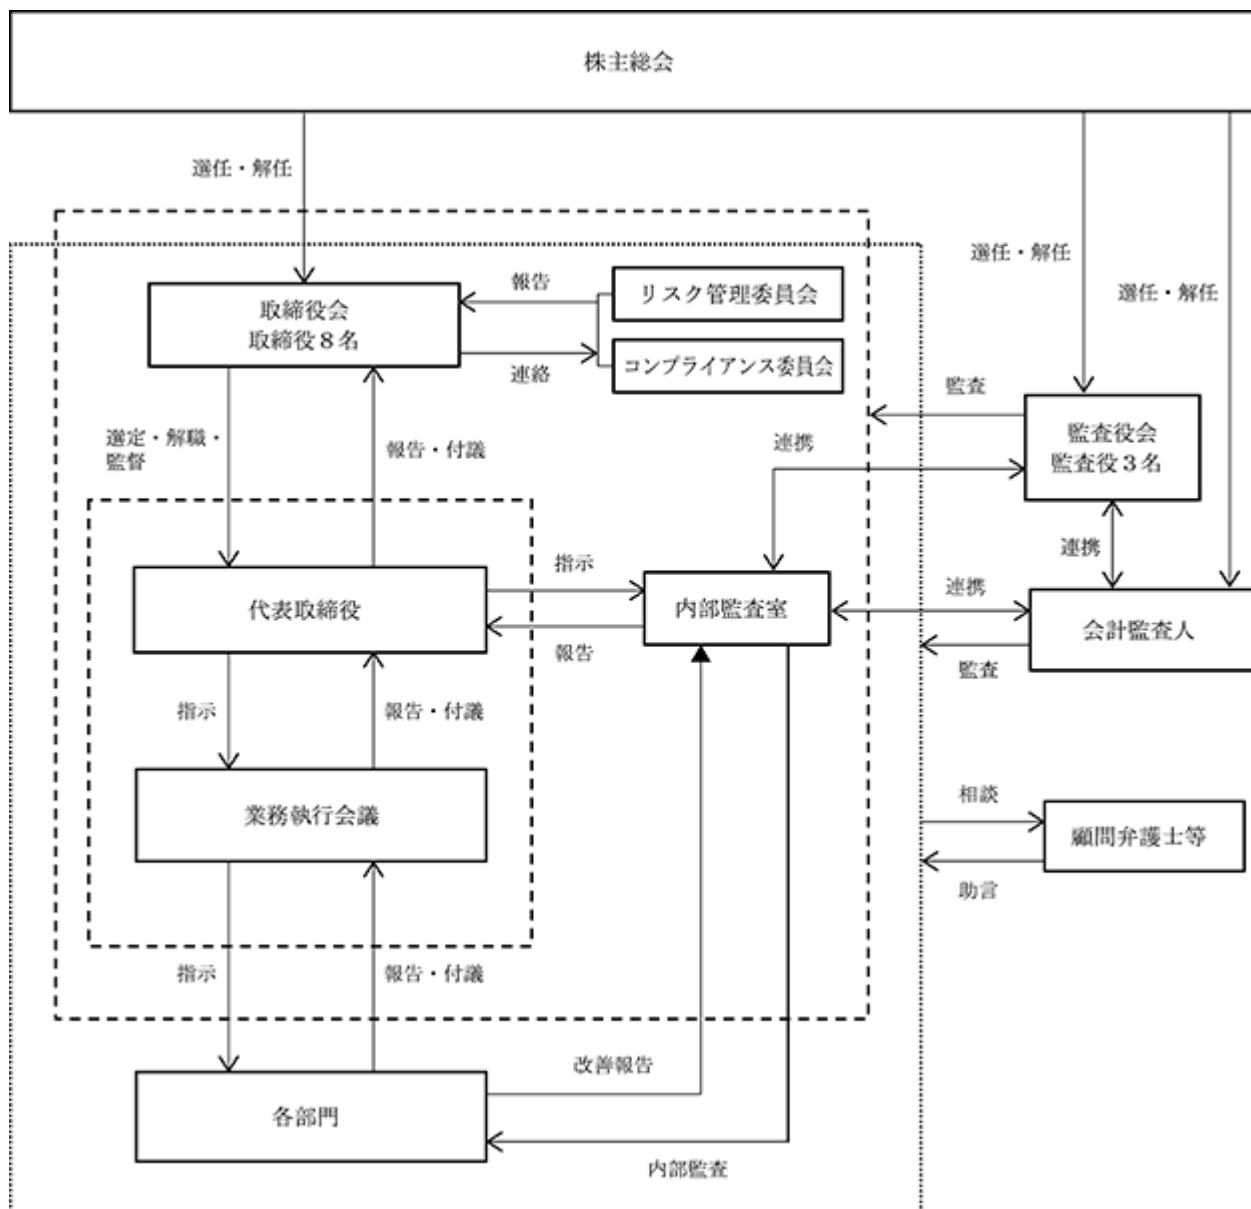 株主総会
選任・解任
選任・解任
選任・解任
取締役会
取締役８名
報告
連絡
リスク管理委員会
コンプライアンス委員会
監査
監査役会
監査役３名
選定・解職・
監督
報告・付議
連携
連携
代表取締役
指示
報告
内部監査室
連携
監査
会計監査人
指示
報告・付議
業務執行会議
相談
助言
顧問弁護士等
指示
報告・付議
改善報告
各部門
内部監査